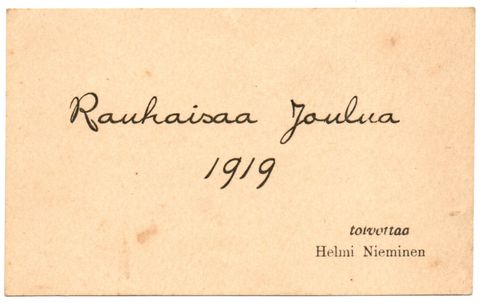 Rauhaisaa Joulua
1919
toivottaa
Helmi Nieminen